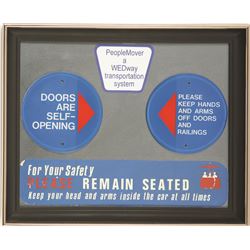 PeopleMover
a
WEDway
transportation
system
DOORS
ARE
SELF-
OPENING
PLEASE
KEEP HANDS
AND ARMS
OFF DOORS
AND
RAILINGS
For Your Safety
PLEASE REMAIN SEATED
Keep your head and arms inside the car at all times